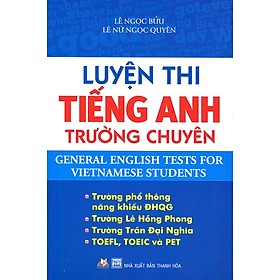 LÊ NGỌC BỬU
LÊ NỮ NGỌC QUYÊN
LUYỆN THI
TIẾNG ANH
TRƯỜNG CHUYÊN
GENERAL ENGLISH TESTS FOR
VIETNAMESE STUDENTS
Trường phổ thông
năng khiếu ĐHQG
Trường Lê Hồng Phong
Trường Trần Đại Nghĩa
TOEFL, TOEIC và PET
NHÀ XUẤT BẢN THANH HÓA